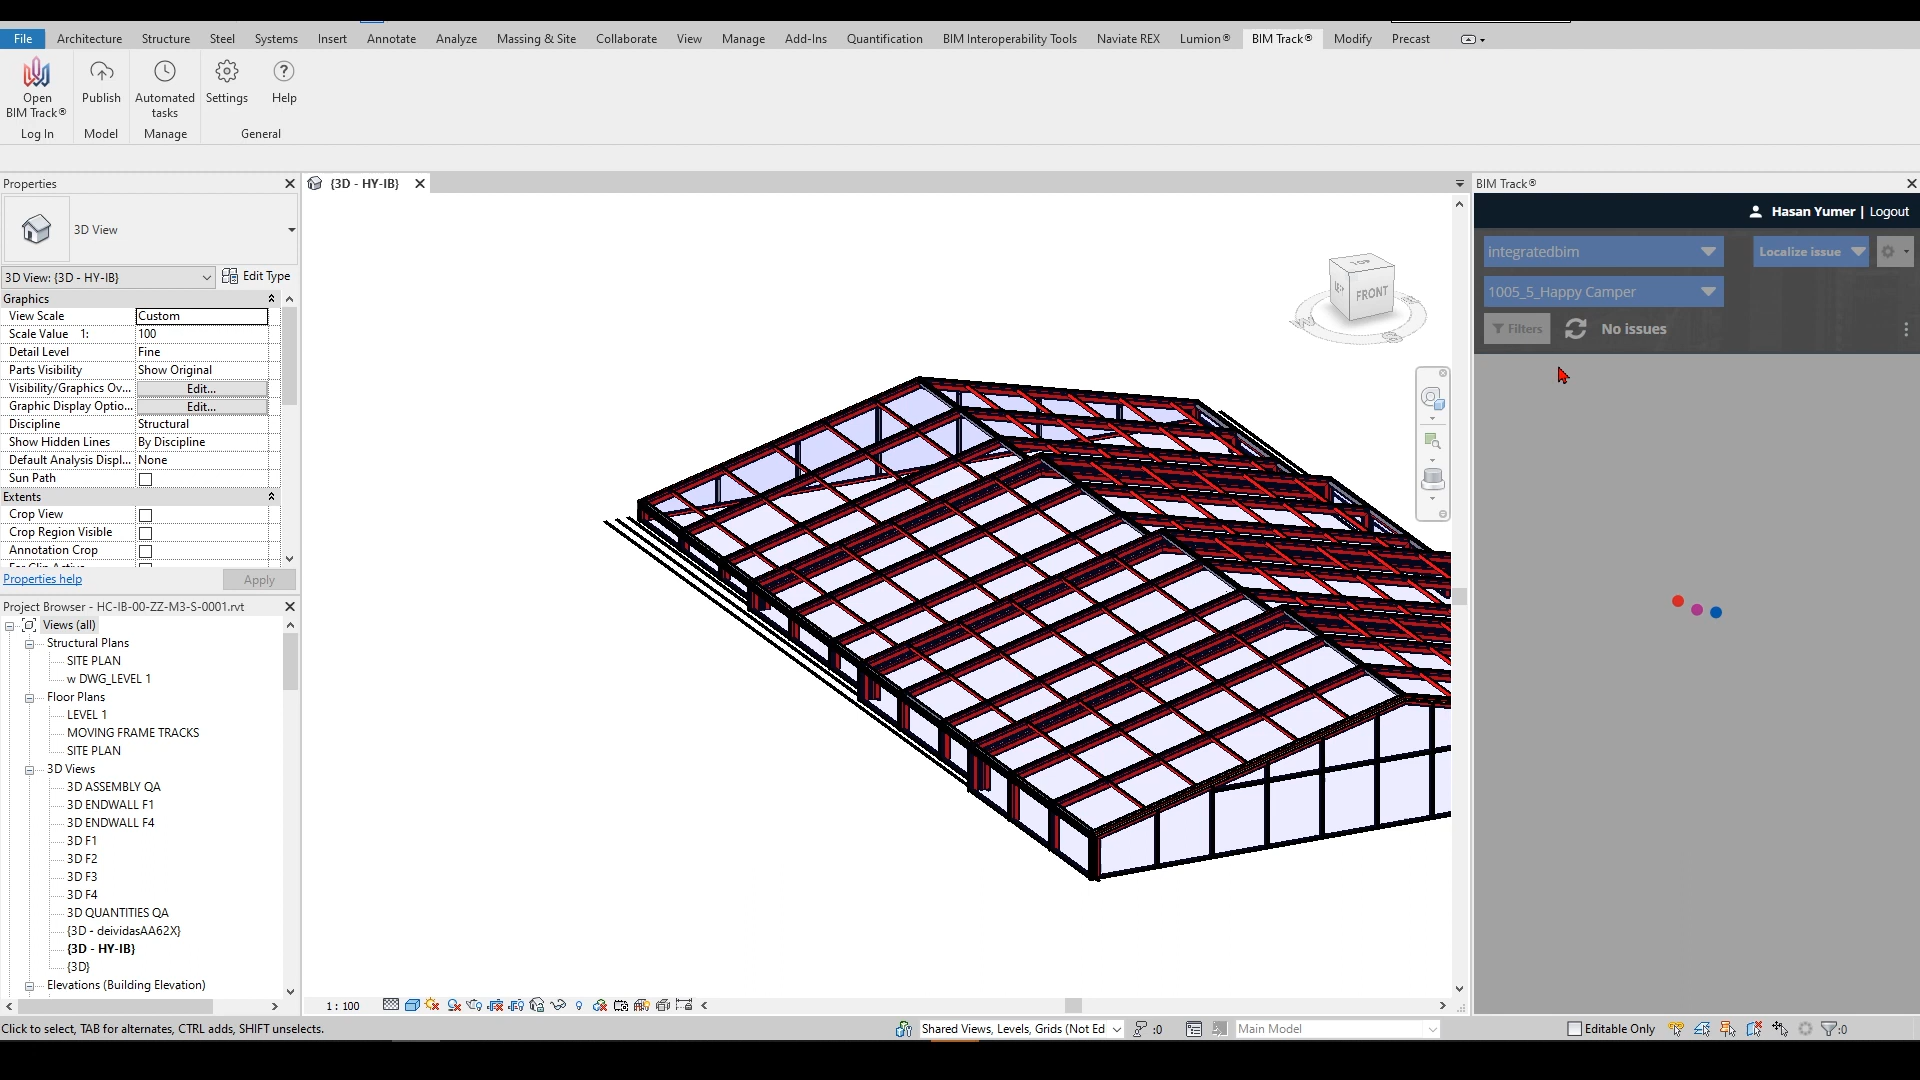 File Architecture Structure Steel Systems Insert Annotate Analyze Massing & Site Collaborate View Manage Add-Ins Quantification BIM Interoperability Tools Naviate REX Lumion® BIM Track® Modify Precast
Open BIM Track®
Publish
Automated tasks
Settings
Help
Log In Model Manage General
Properties
3D View
3D View: {3D - HY-IB}
Edit Type
Graphics
View Scale Custom
Scale Value 1: 100
Detail Level Fine
Parts Visibility Show Original
Visibility/Graphics Ov... Edit...
Graphic Display Optio... Edit...
Discipline Structural
Show Hidden Lines By Discipline
Default Analysis Displ... None
Sun Path
Extents
Crop View
Crop Region Visible
Annotation Crop
Properties help
Apply
Project Browser - HC-IB-00-ZZ-M3-S-0001.rvt
Views (all)
Structural Plans
SITE PLAN
w DWG_LEVEL 1
Floor Plans
LEVEL 1
MOVING FRAME TRACKS
SITE PLAN
3D Views
3D ASSEMBLY QA
3D ENDWALL F1
3D ENDWALL F4
3D F1
3D F2
3D F3
3D F4
3D QUANTITIES QA
{3D - deividasAA62X}
{3D - HY-IB}
{3D}
Elevations (Building Elevation)
{3D - HY-IB}
TOP
FRONT
W
S
1 : 100
BIM Track®
Hasan Yumer | Logout
integratedbim
Localize issue
1005_5_Happy Camper
Filters
No issues
Click to select, TAB for alternates, CTRL adds, SHIFT unselects.
Shared Views, Levels, Grids (Not Ed
:0
Main Model
Editable Only
:0